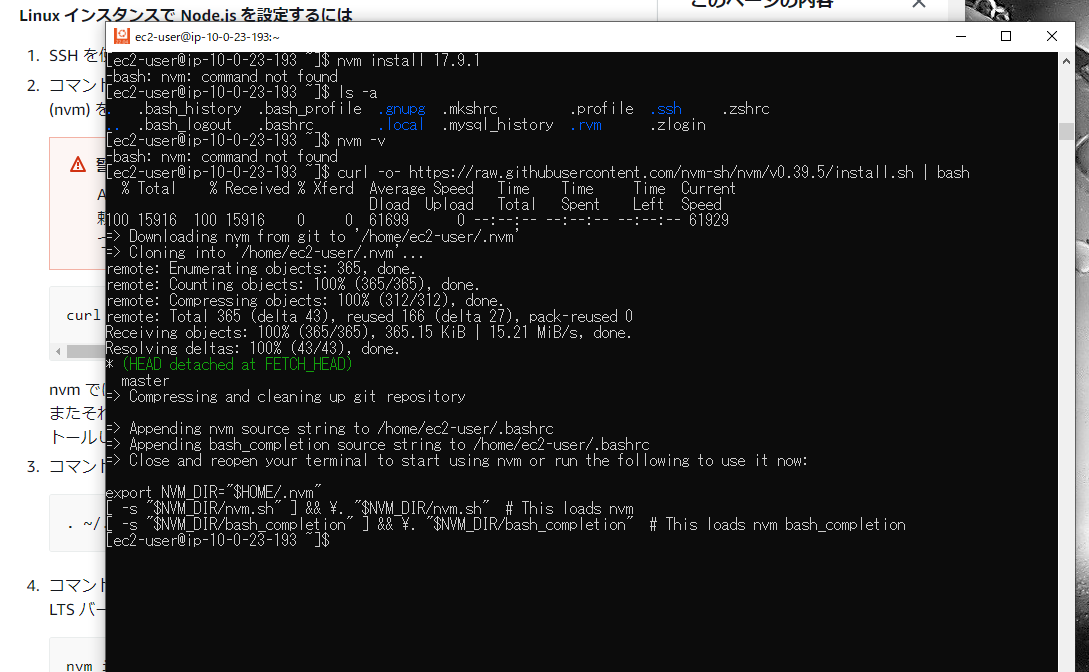 Linux インスタンスで Node.js を設定するには
このページの内容
ec2-user@ip-10-0-23-193:~
1. SSH を
2. コマン
(nvm) を
curl
nvm で
また
トール
3. コマン
. ~/
4. コマン
LTS バー
nvm i
[ec2-user@ip-10-0-23-193 ~]$ nvm install 17.9.1
-bash: nvm: command not found
[ec2-user@ip-10-0-23-193 ~]$ ls -a
. .bash_history .bash_profile .gnupg .mkshrc .profile .ssh .zshrc
.. .bash_logout .bashrc .local .mysql_history .rvm .zlogin
[ec2-user@ip-10-0-23-193 ~]$ nvm -v
-bash: nvm: command not found
[ec2-user@ip-10-0-23-193 ~]$ curl -o- https://raw.githubusercontent.com/nvm-sh/nvm/v0.39.5/install.sh | bash
% Total % Received % Xferd Average Speed Time Time Time Current
Dload Upload Total Spent Left Speed
100 15916 100 15916 0 0 61699 0 --:--:-- --:--:-- --:--:-- 61929
=> Downloading nvm from git to '/home/ec2-user/.nvm'
=> Cloning into '/home/ec2-user/.nvm'...
remote: Enumerating objects: 365, done.
remote: Counting objects: 100% (365/365), done.
remote: Compressing objects: 100% (312/312), done.
remote: Total 365 (delta 43), reused 166 (delta 27), pack-reused 0
Receiving objects: 100% (365/365), 365.15 KiB | 15.21 MiB/s, done.
Resolving deltas: 100% (43/43), done.
* (HEAD detached at FETCH_HEAD)
master
=> Compressing and cleaning up git repository
=> Appending nvm source string to /home/ec2-user/.bashrc
=> Appending bash_completion source string to /home/ec2-user/.bashrc
=> Close and reopen your terminal to start using nvm or run the following to use it now:
export NVM_DIR="$HOME/.nvm"
[ -s "$NVM_DIR/nvm.sh" ] && ¥. "$NVM_DIR/nvm.sh" # This loads nvm
[ -s "$NVM_DIR/bash_completion" ] && ¥. "$NVM_DIR/bash_completion" # This loads nvm bash_completion
[ec2-user@ip-10-0-23-193 ~]$